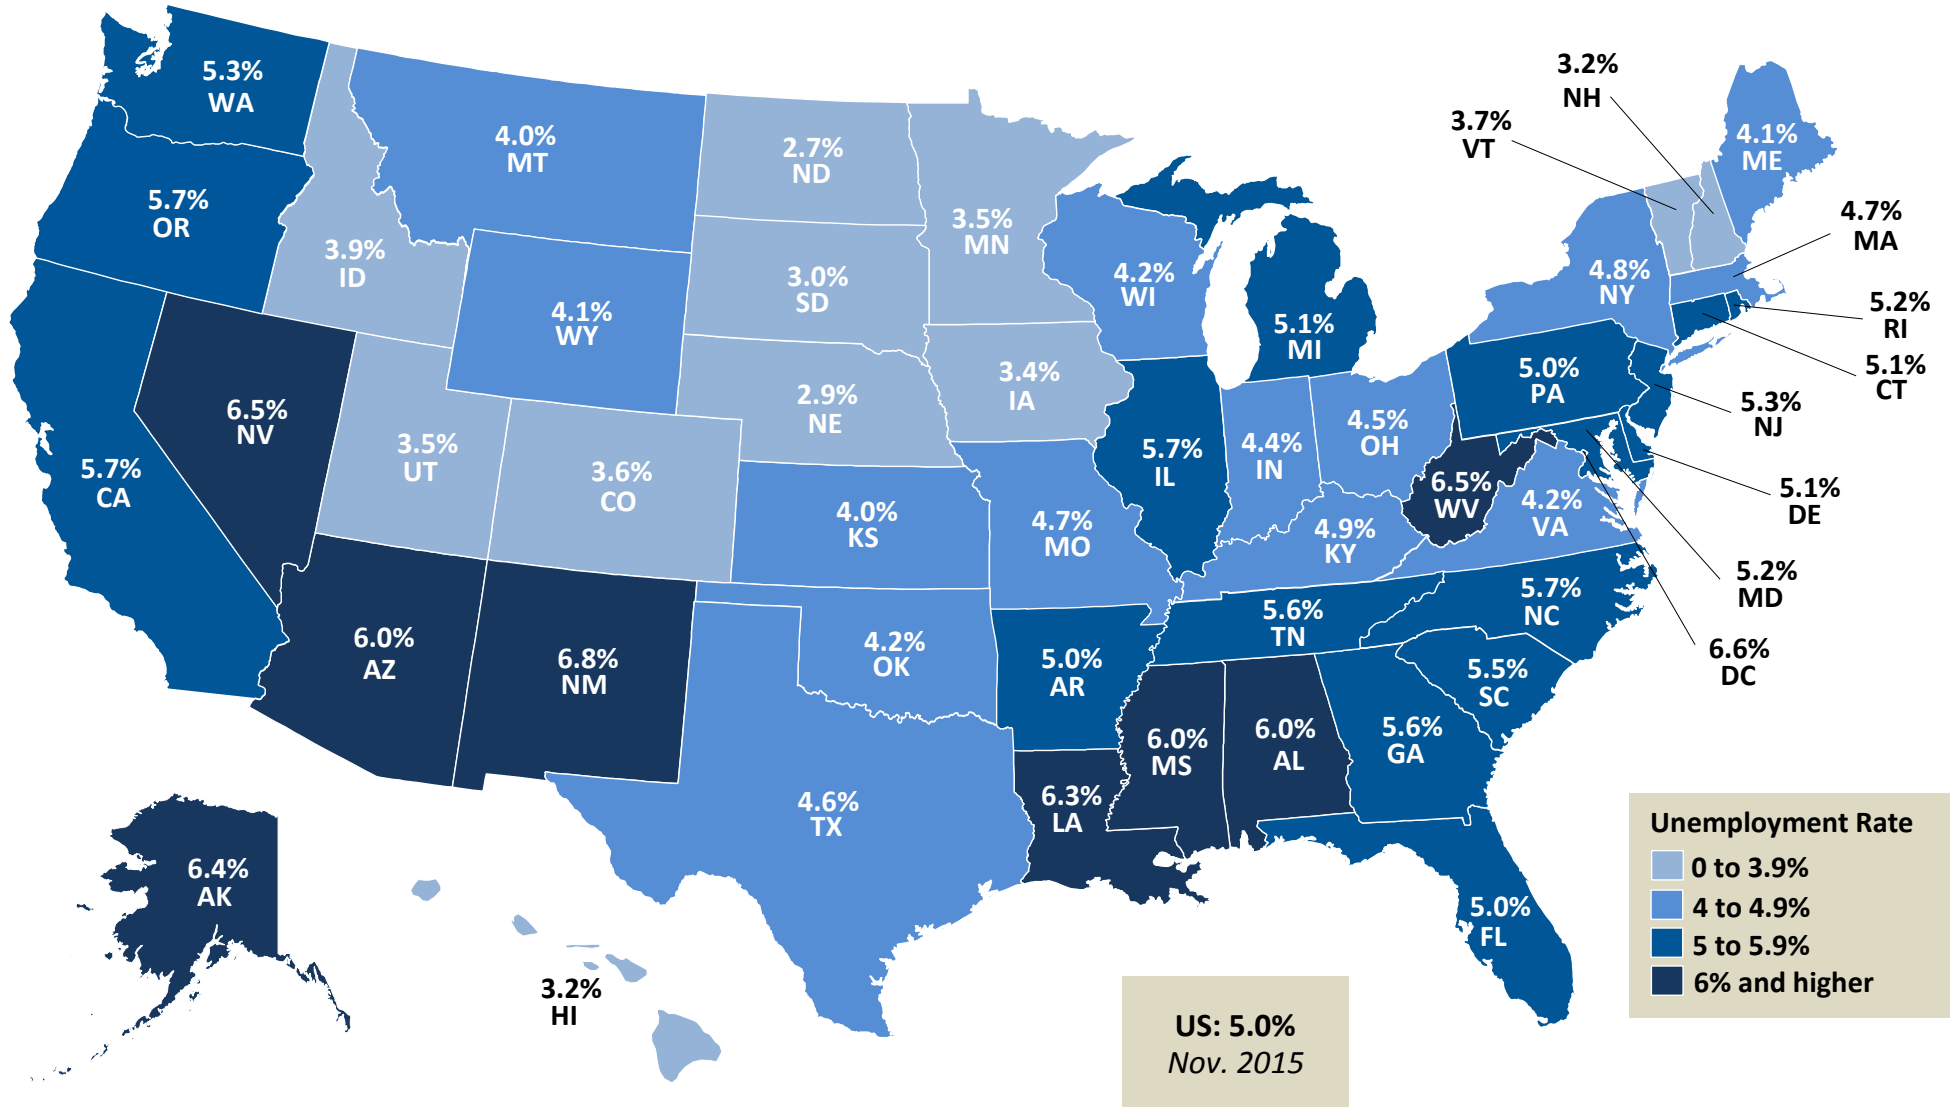 5.3%
WA
5.7%
OR
5.7%
CA
6.5%
NV
3.9%
ID
4.0%
MT
4.1%
WY
3.5%
UT
3.6%
CO
6.0%
AZ
6.8%
NM
2.7%
ND
3.0%
SD
2.9%
NE
4.0%
KS
4.2%
OK
4.6%
TX
3.5%
MN
3.4%
IA
4.7%
MO
5.0%
AR
6.3%
LA
4.2%
WI
5.7%
IL
5.1%
MI
4.4%
IN
4.5%
OH
4.9%
KY
5.6%
TN
6.0%
MS
6.0%
AL
5.6%
GA
5.0%
FL
5.5%
SC
5.7%
NC
4.2%
VA
6.5%
WV
5.0%
PA
4.8%
NY
3.7%
VT
3.2%
NH
4.1%
ME
4.7%
MA
5.2%
RI
5.1%
CT
5.3%
NJ
5.1%
DE
5.2%
MD
6.6%
DC
6.4%
AK
3.2%
HI
US: 5.0%
Nov. 2015
Unemployment Rate
0 to 3.9%
4 to 4.9%
5 to 5.9%
6% and higher